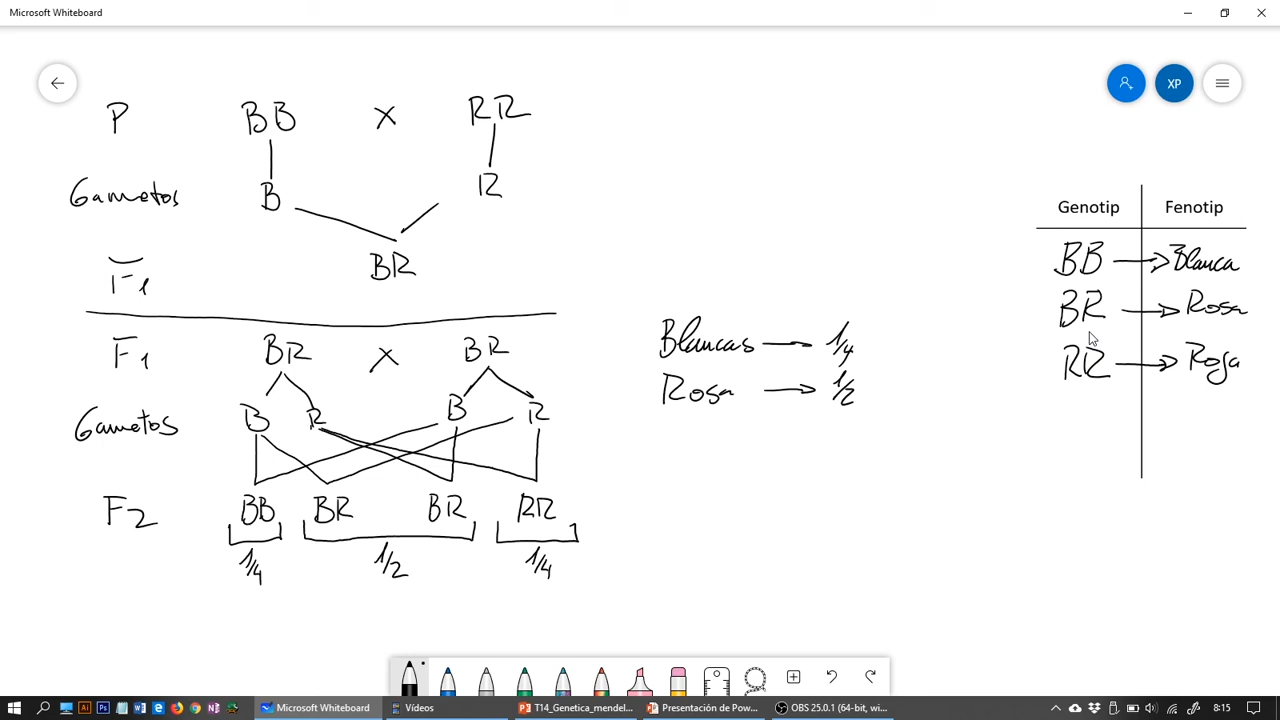 Microsoft Whiteboard
XP
P BB X RR
Gametos B R
F1 BR
F1 BR X BR
Gametos B R B R
F2 BB BR BR RR
1/4 1/2 1/4
Blancas → 1/4
Rosa → 1/2
Genotip Fenotip
BB → Blanca
BR → Rosa
RR → Roja
Microsoft Whiteboard
Vídeos
T14_Genetica_mendel...
Presentación de Pow...
OBS 25.0.1 (64-bit, wi...
8:15